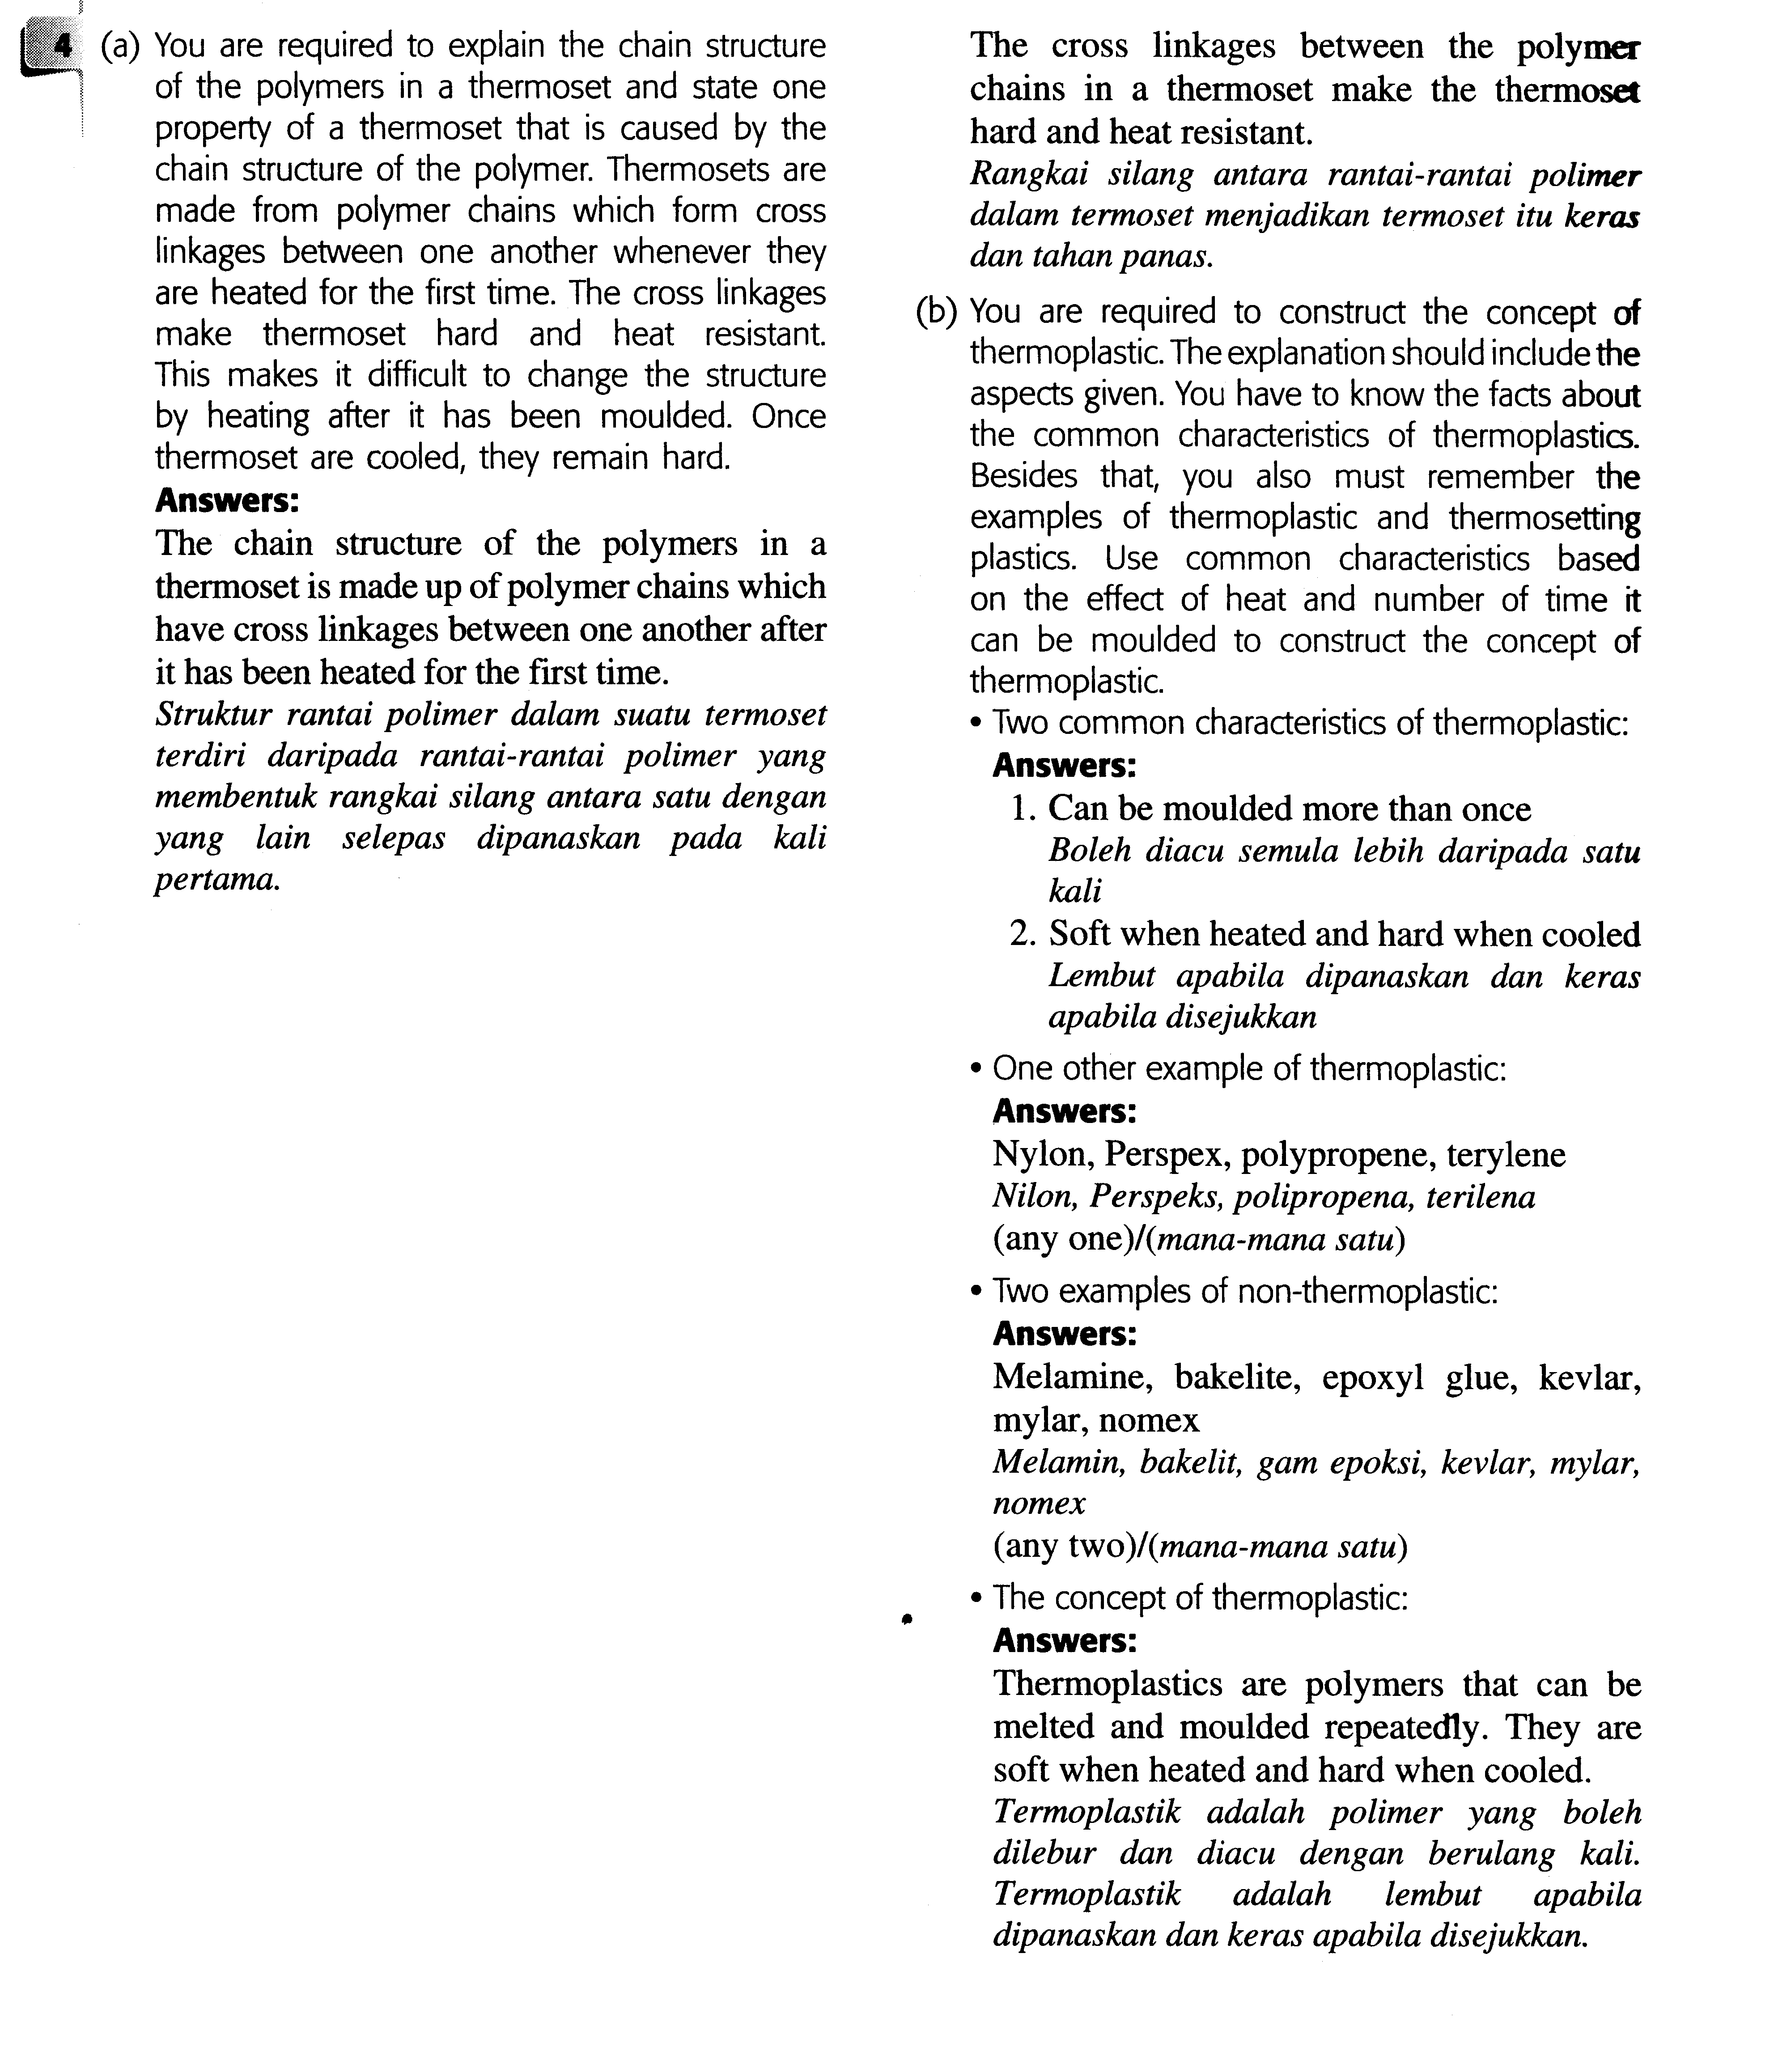 4 (a) You are required to explain the chain structure
of the polymers in a thermoset and state one
property of a thermoset that is caused by the
chain structure of the polymer. Thermosets are
made from polymer chains which form cross
linkages between one another whenever they
are heated for the first time. The cross linkages
make thermoset hard and heat resistant.
This makes it difficult to change the structure
by heating after it has been moulded. Once
thermoset are cooled, they remain hard.
Answers:
The chain structure of the polymers in a
thermoset is made up of polymer chains which
have cross linkages between one another after
it has been heated for the first time.
Struktur rantai polimer dalam suatu termoset
terdiri daripada rantai-rantai polimer yang
membentuk rangkai silang antara satu dengan
yang lain selepas dipanaskan pada kali
pertama.
The cross linkages between the polymer
chains in a thermoset make the thermoset
hard and heat resistant.
Rangkai silang antara rantai-rantai polimer
dalam termoset menjadikan termoset itu keras
dan tahan panas.
(b) You are required to construct the concept of
thermoplastic. The explanation should include the
aspects given. You have to know the facts about
the common characteristics of thermoplastics.
Besides that, you also must remember the
examples of thermoplastic and thermosetting
plastics. Use common characteristics based
on the effect of heat and number of time it
can be moulded to construct the concept of
thermoplastic.
• Two common characteristics of thermoplastic:
Answers:
1. Can be moulded more than once
Boleh diacu semula lebih daripada satu
kali
2. Soft when heated and hard when cooled
Lembut apabila dipanaskan dan keras
apabila disejukkan
• One other example of thermoplastic:
Answers:
Nylon, Perspex, polypropene, terylene
Nilon, Perspeks, polipropena, terilena
(any one)/(mana-mana satu)
• Two examples of non-thermoplastic:
Answers:
Melamine, bakelite, epoxyl glue, kevlar,
mylar, nomex
Melamin, bakelit, gam epoksi, kevlar, mylar,
nomex
(any two)/(mana-mana satu)
• The concept of thermoplastic:
Answers:
Thermoplastics are polymers that can be
melted and moulded repeatedly. They are
soft when heated and hard when cooled.
Termoplastik adalah polimer yang boleh
dilebur dan diacu dengan berulang kali.
Termoplastik adalah lembut apabila
dipanaskan dan keras apabila disejukkan.